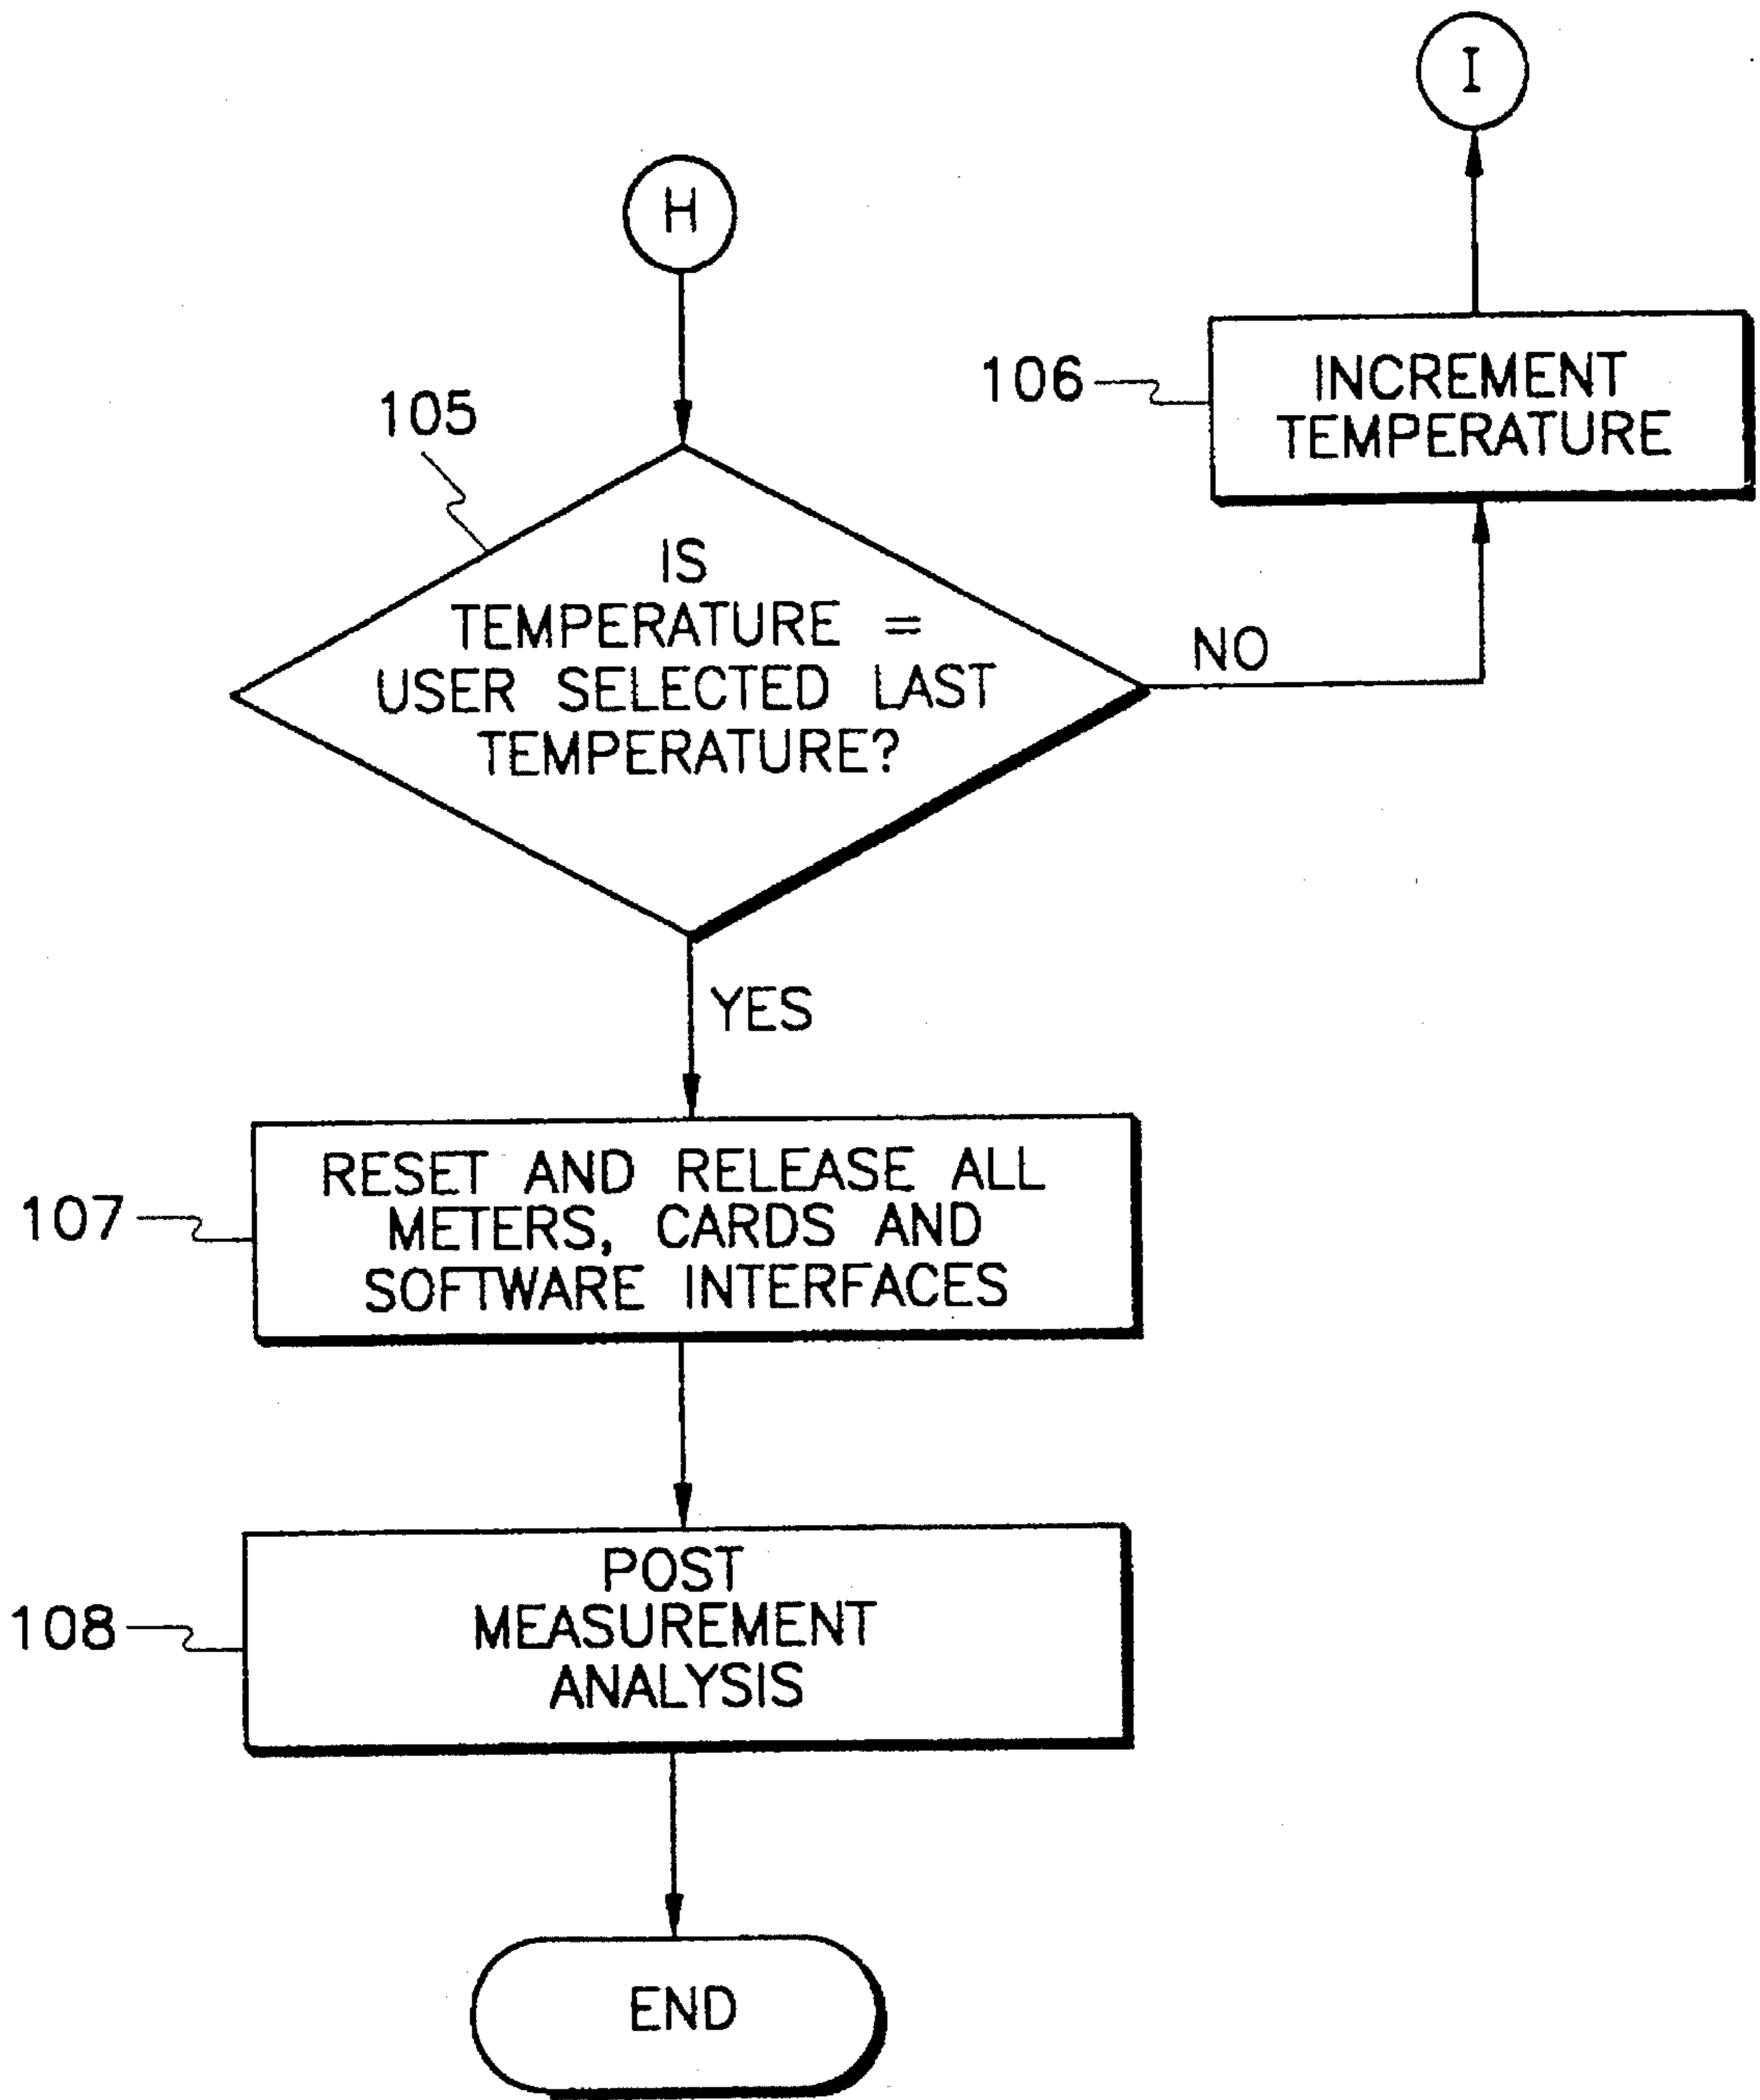 I
H
106
INCREMENT
TEMPERATURE
105
IS
TEMPERATURE =
USER SELECTED LAST
TEMPERATURE?
NO
YES
107
RESET AND RELEASE ALL
METERS, CARDS AND
SOFTWARE INTERFACES
108
POST
MEASUREMENT
ANALYSIS
END